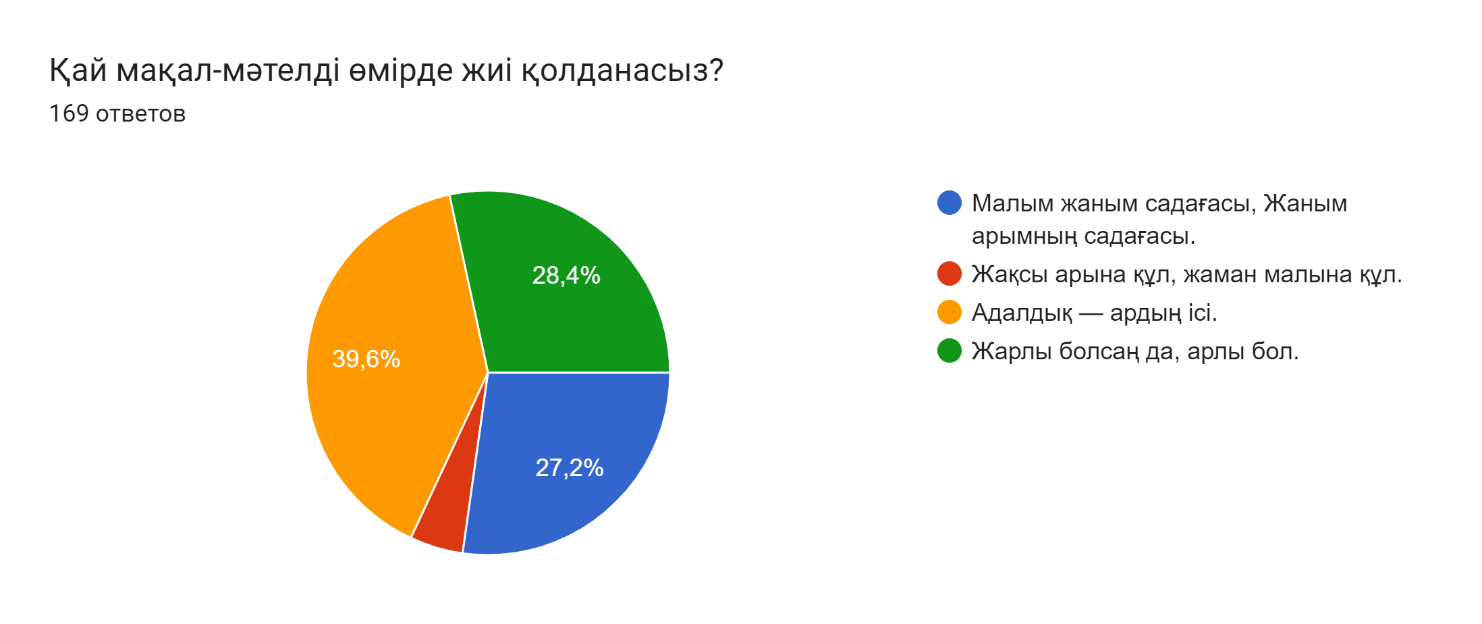 Қай мақал-мәтелді өмірде жиі қолданасыз?
169 ответов
28,4%
39,6%
27,2%
Малым жаным садағасы, Жаным
арымның садағасы.
Жақсы арына құл, жаман малына құл.
Адалдық — ардың ісі.
Жарлы болсаң да, арлы бол.